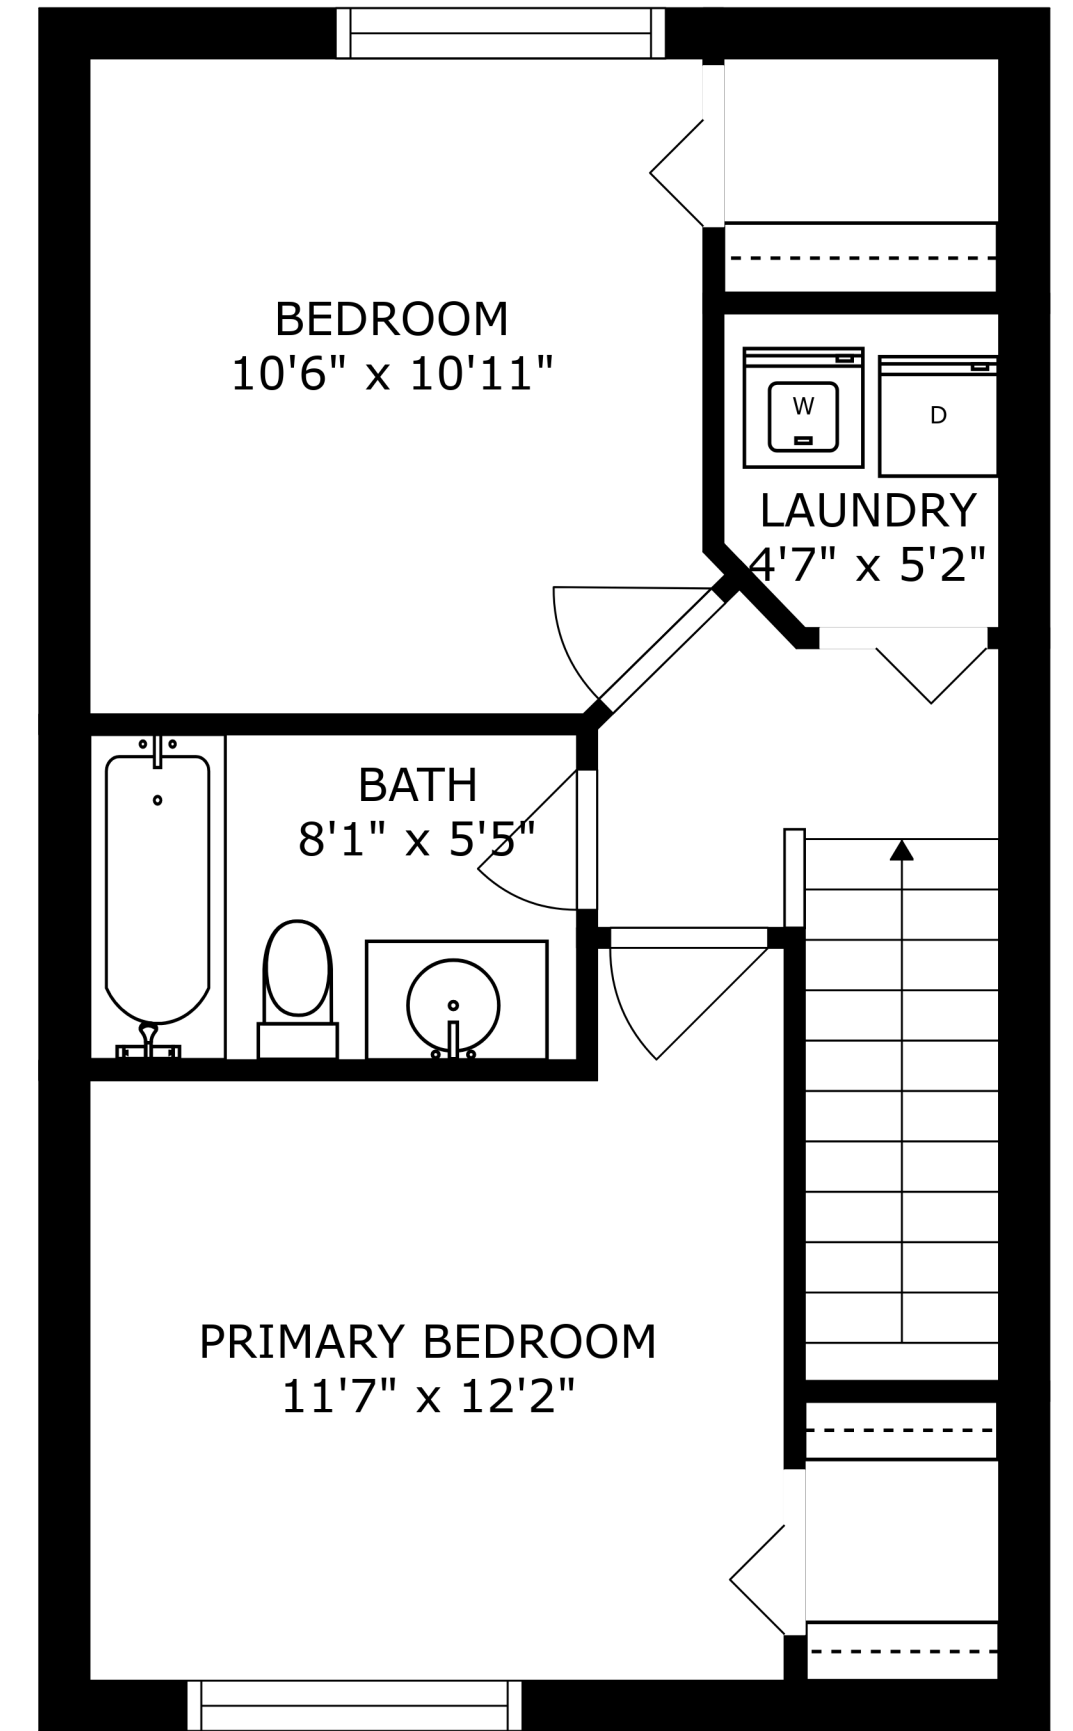 BEDROOM
10'6" x 10'11"
W
D
LAUNDRY
4'7" x 5'2"
BATH
8'1" x 5'5"
PRIMARY BEDROOM
11'7" x 12'2"